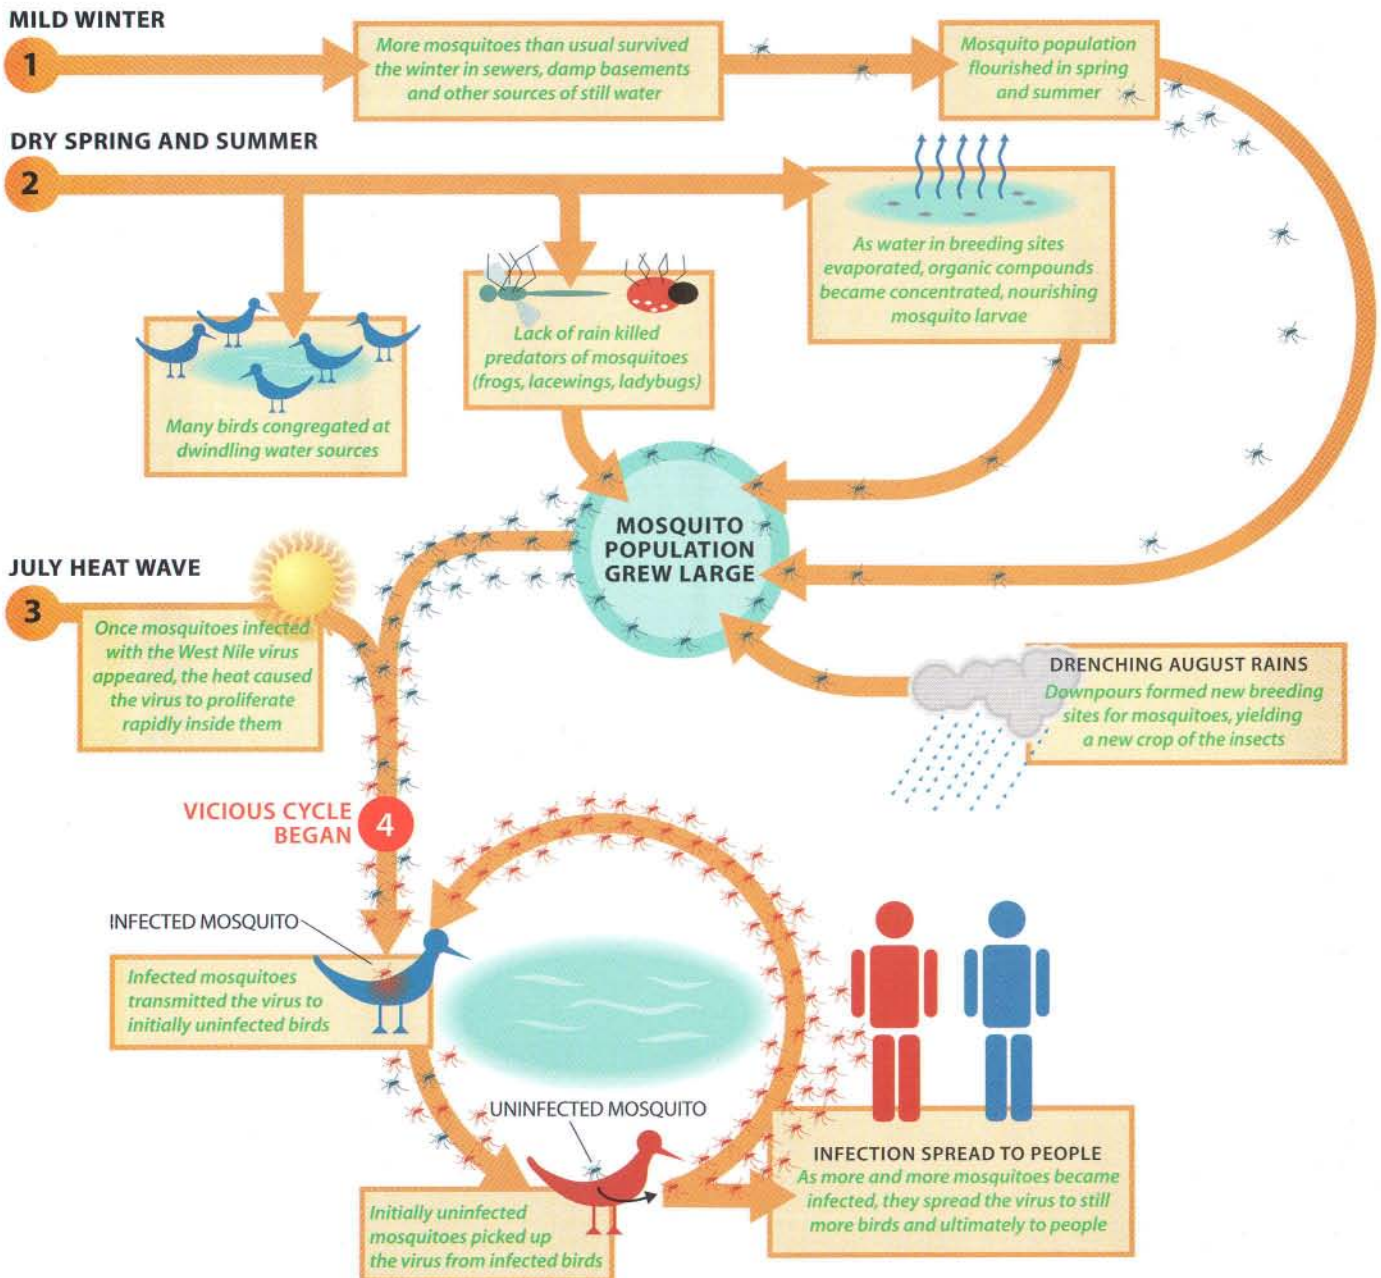 MILD WINTER
1
More mosquitoes than usual survived
the winter in sewers, damp basements
and other sources of still water
Mosquito population
flourished in spring
and summer
DRY SPRING AND SUMMER
2
As water in breeding sites
evaporated, organic compounds
became concentrated, nourishing
mosquito larvae
Lack of rain killed
predators of mosquitoes
(frogs, lacewings, ladybugs)
Many birds congregated at
dwindling water sources
MOSQUITO
POPULATION
GREW LARGE
JULY HEAT WAVE
3
Once mosquitoes infected
with the West Nile virus
appeared, the heat caused
the virus to proliferate
rapidly inside them
DRENCHING AUGUST RAINS
Downpours formed new breeding
sites for mosquitoes, yielding
a new crop of the insects
VICIOUS CYCLE
BEGAN
4
INFECTED MOSQUITO
Infected mosquitoes
transmitted the virus to
initially uninfected birds
UNINFECTED MOSQUITO
Initially uninfected
mosquitoes picked up
the virus from infected birds
INFECTION SPREAD TO PEOPLE
As more and more mosquitoes became
infected, they spread the virus to still
more birds and ultimately to people